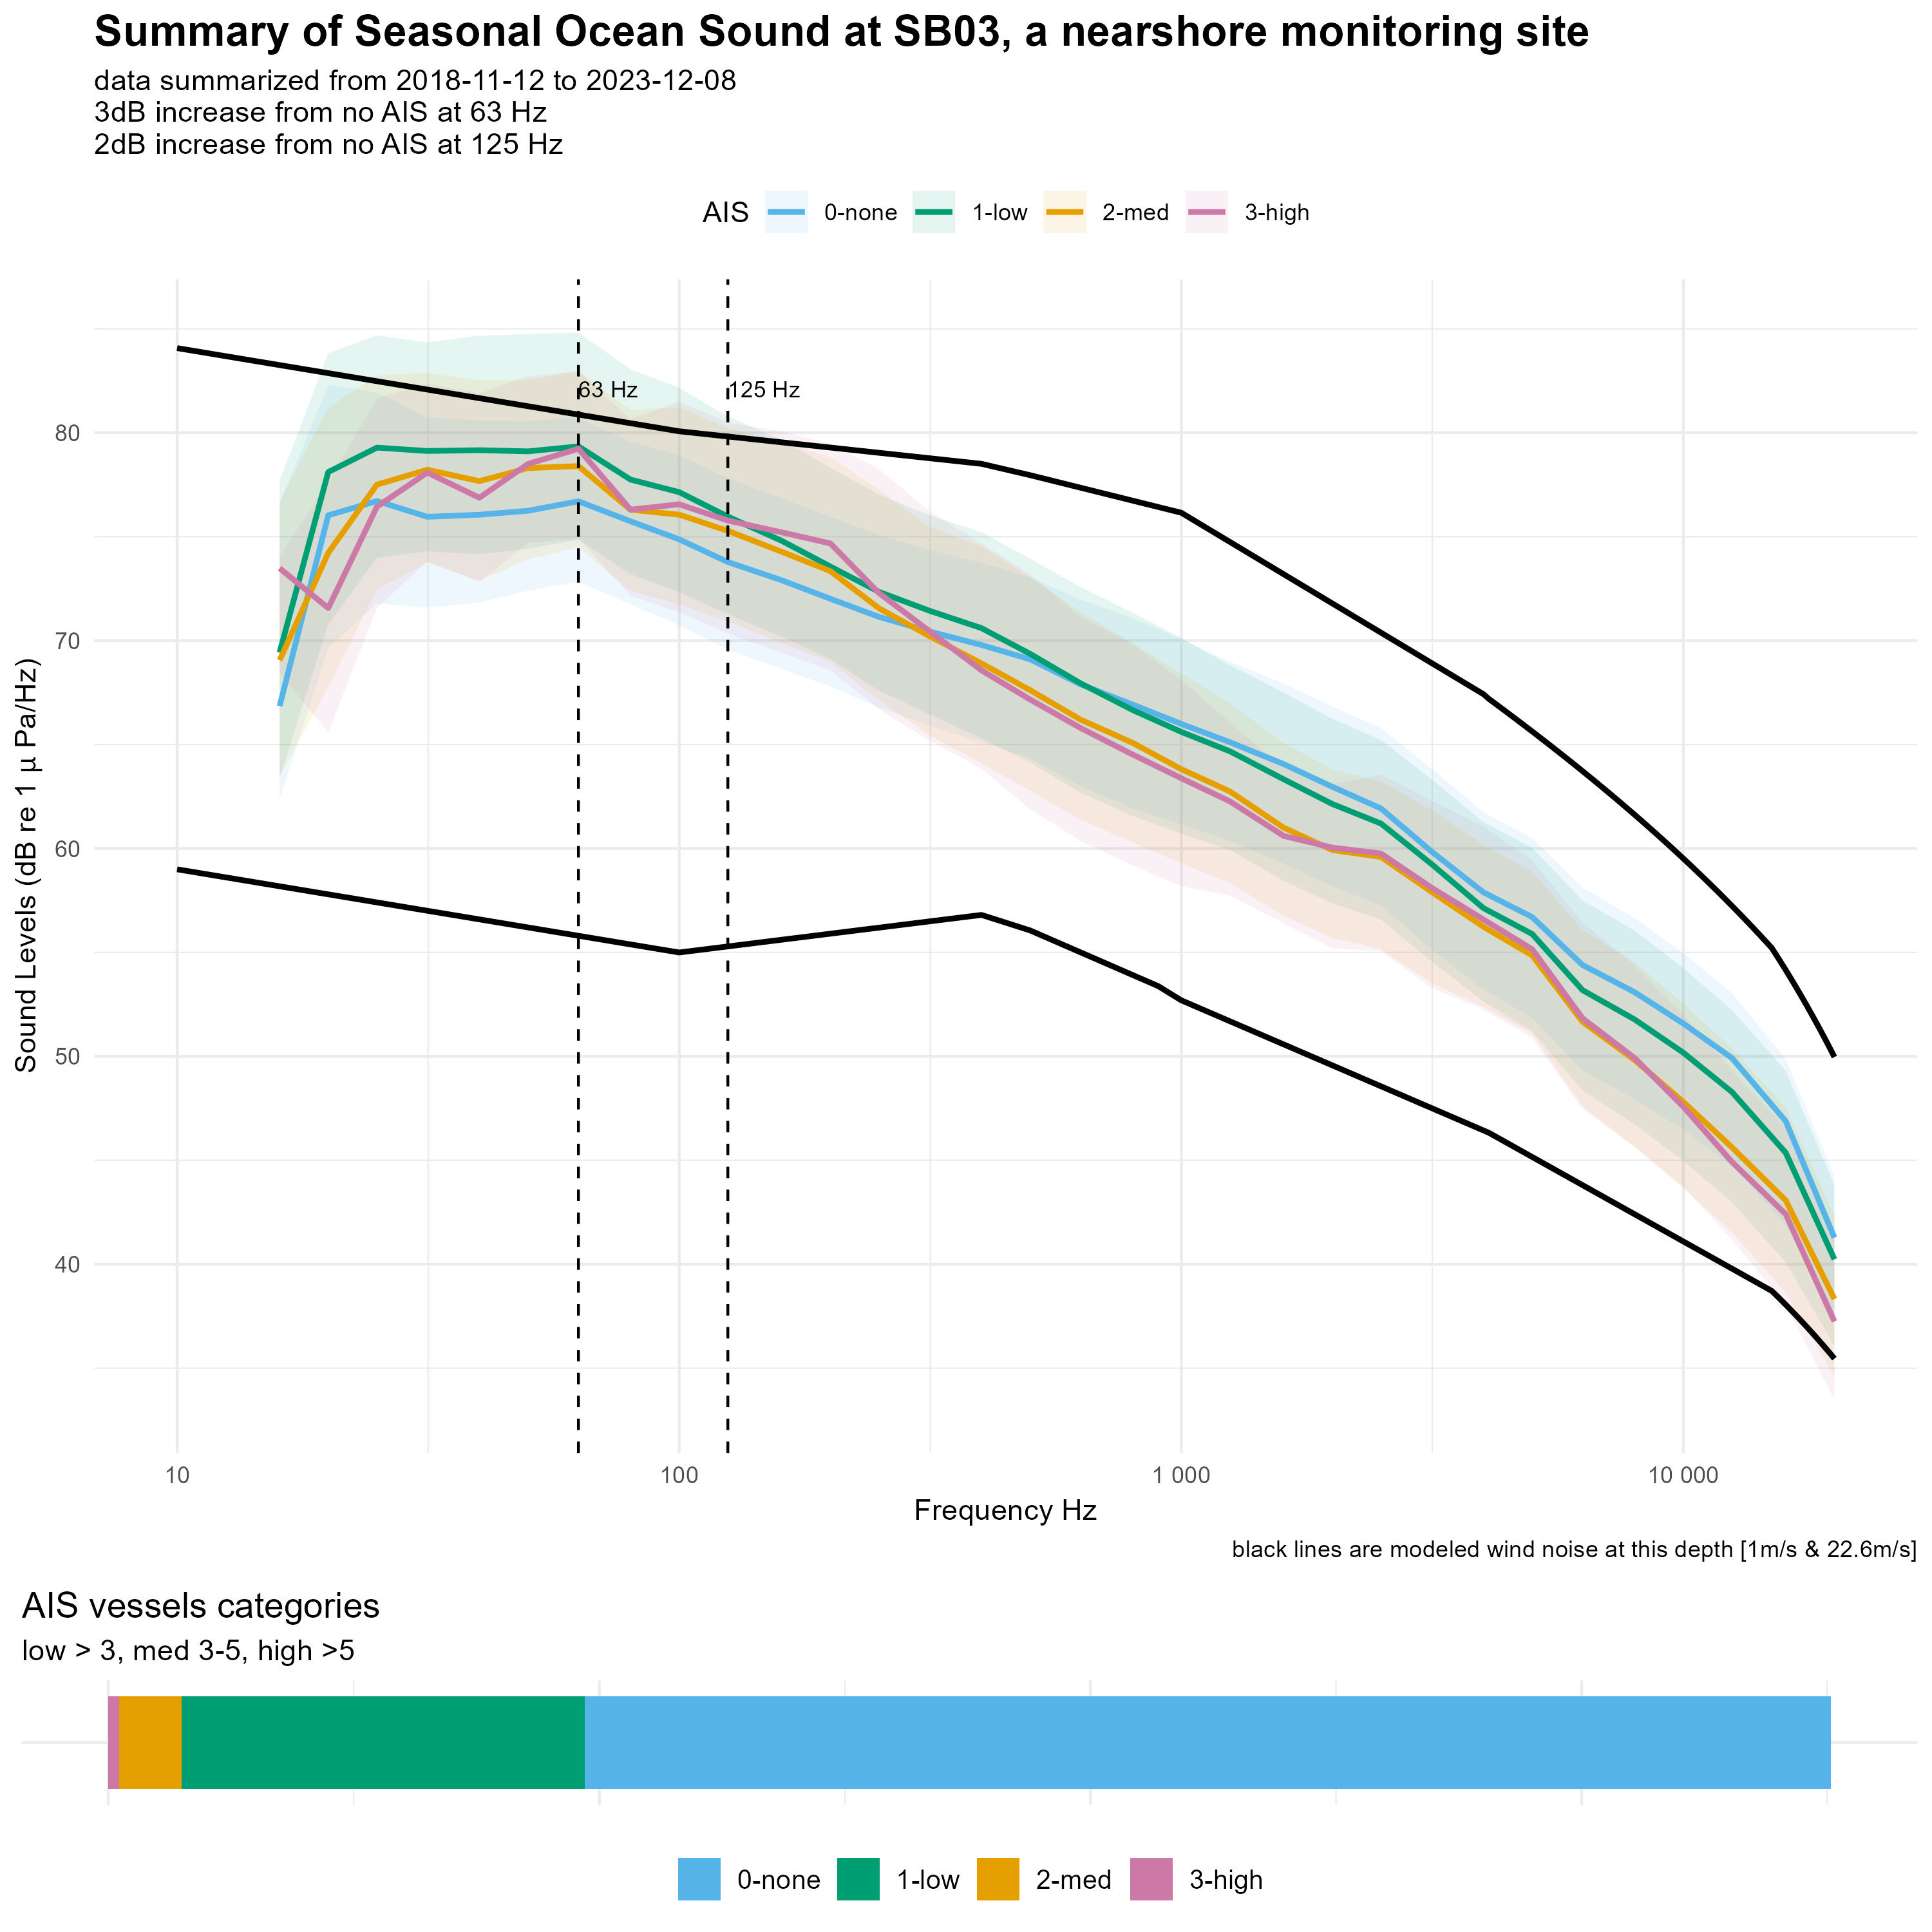 Summary of Seasonal Ocean Sound at SB03, a nearshore monitoring site
data summarized from 2018-11-12 to 2023-12-08
3dB increase from no AIS at 63 Hz
2dB increase from no AIS at 125 Hz
AIS 0-none 1-low 2-med 3-high
63 Hz 125 Hz
80
70
60
50
40
Sound Levels (dB re 1 µ Pa/Hz)
10 100 1 000 10 000
Frequency Hz
black lines are modeled wind noise at this depth [1m/s & 22.6m/s]
AIS vessels categories
low > 3, med 3-5, high >5
0-none 1-low 2-med 3-high